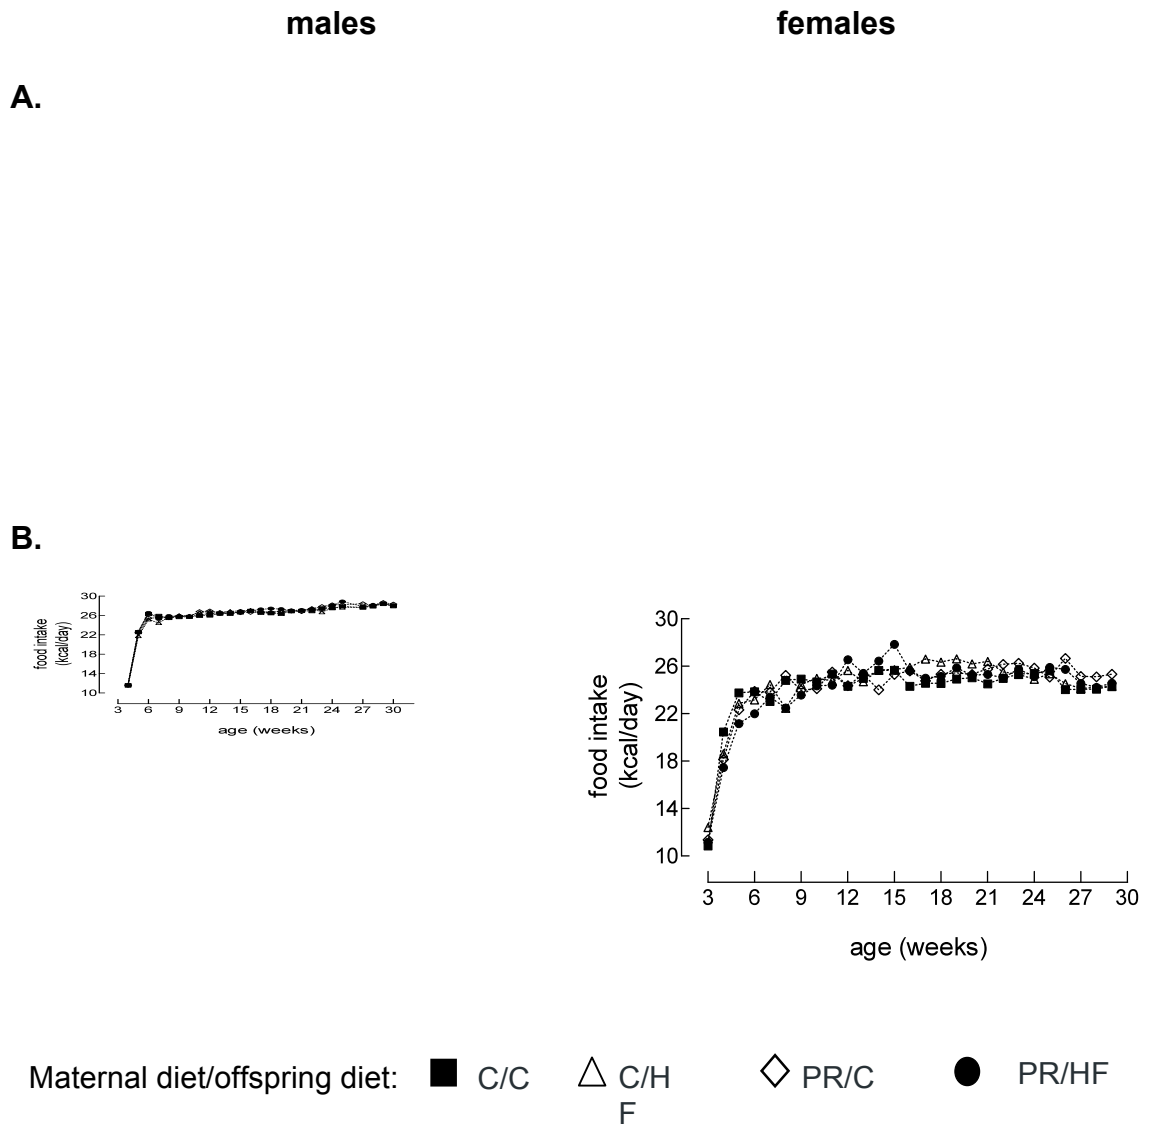 males
females
A.
B.
30
26
22
18
14
10
food intake
(kcal/day)
3 6 9 12 15 18 21 24 27 30
age (weeks)
30
26
22
18
14
10
food intake
(kcal/day)
3 6 9 12 15 18 21 24 27 30
age (weeks)
Maternal diet/offspring diet: C/C C/H PR/C PR/HF
F